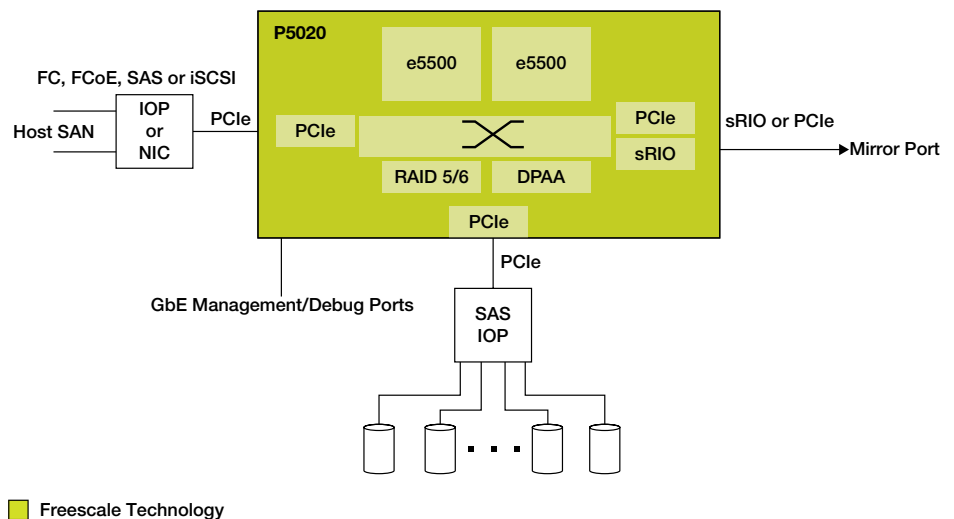 P5020
e5500
e5500
FC, FCoE, SAS or iSCSI
IOP
or
NIC
Host SAN
PCIe
PCIe
PCIe
sRIO
sRIO or PCIe
Mirror Port
RAID 5/6
DPAA
PCIe
PCIe
GbE Management/Debug Ports
SAS
IOP
Freescale Technology